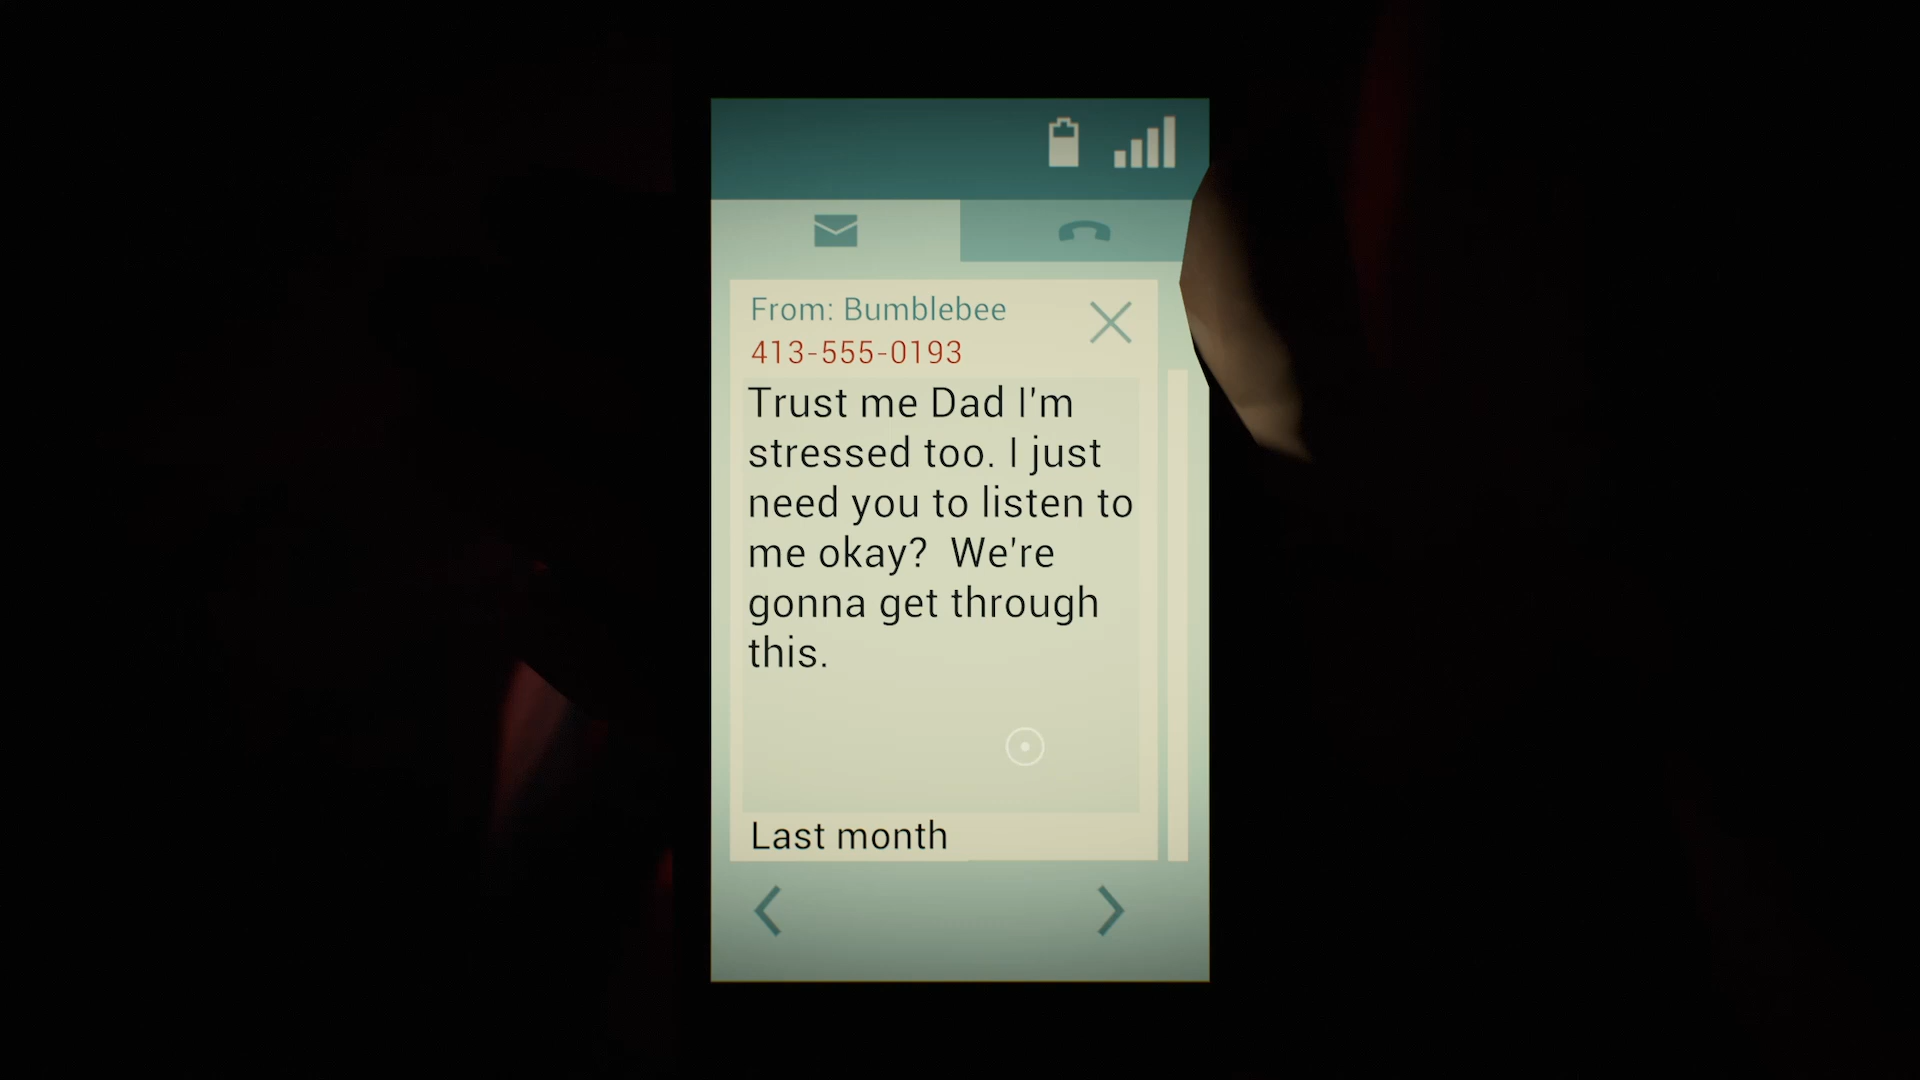 From: Bumblebee
413-555-0193
Trust me Dad I'm
stressed too. I just
need you to listen to
me okay?  We're
gonna get through
this.
Last month